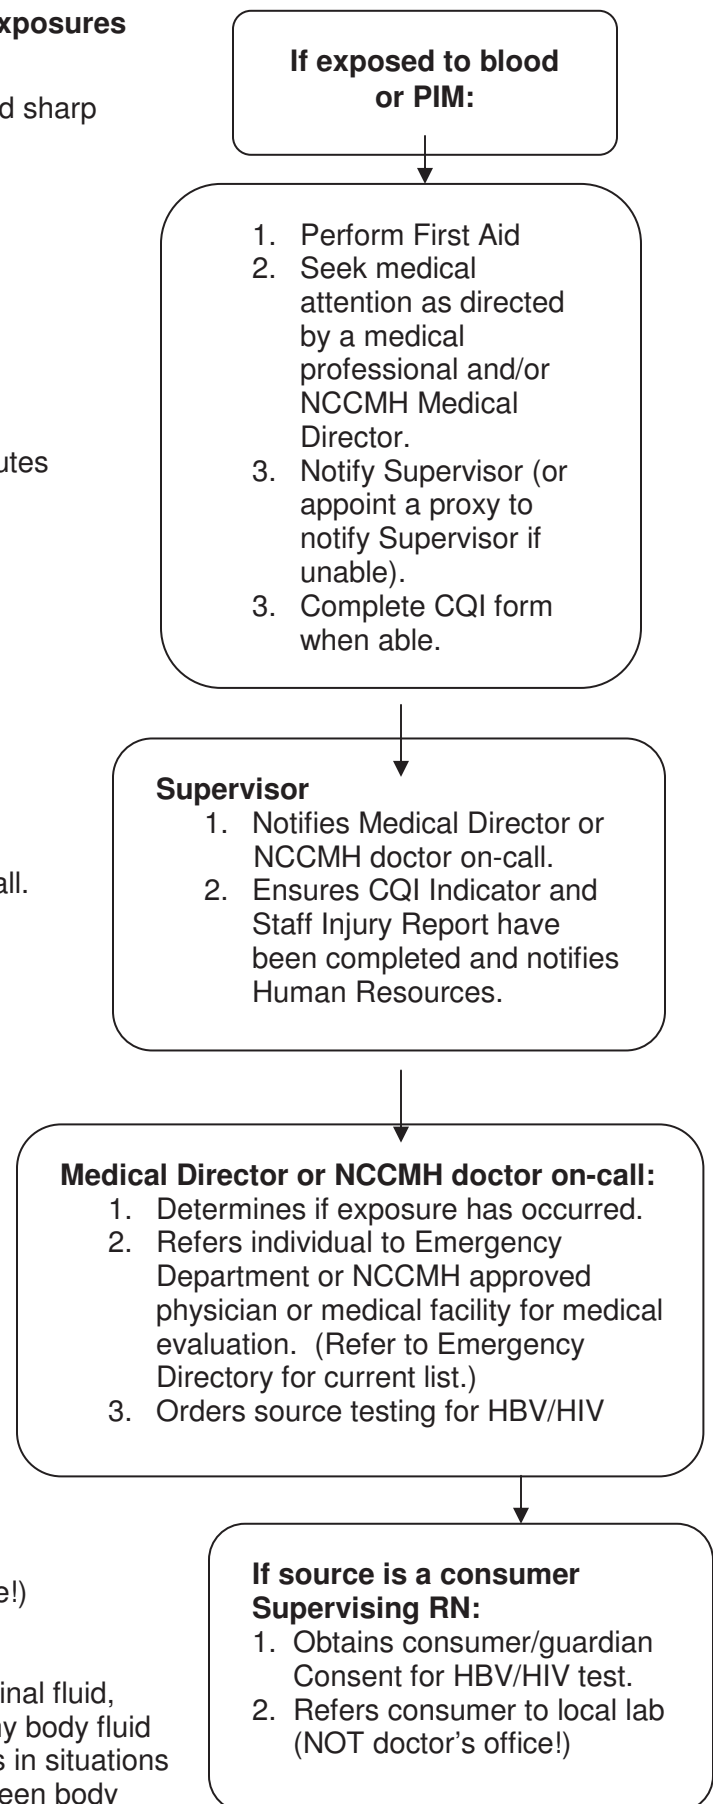 xposures
If exposed to blood
or PIM:
d sharp
1. Perform First Aid
2. Seek medical
attention as directed
by a medical
professional and/or
NCCMH Medical
Director.
utes
3. Notify Supervisor (or
appoint a proxy to
notify Supervisor if
unable).
3. Complete CQI form
when able.
Supervisor
1. Notifies Medical Director or
NCCMH doctor on-call.
all.
2. Ensures CQI Indicator and
Staff Injury Report have
been completed and notifies
Human Resources.
Medical Director or NCCMH doctor on-call:
1. Determines if exposure has occurred.
2. Refers individual to Emergency
Department or NCCMH approved
physician or medical facility for medical
evaluation. (Refer to Emergency
Directory for current list.)
3. Orders source testing for HBV/HIV
e!)
If source is a consumer
Supervising RN:
1. Obtains consumer/guardian
Consent for HBV/HIV test.
2. Refers consumer to local lab
(NOT doctor's office!)
inal fluid,
ny body fluid
s in situations
een body